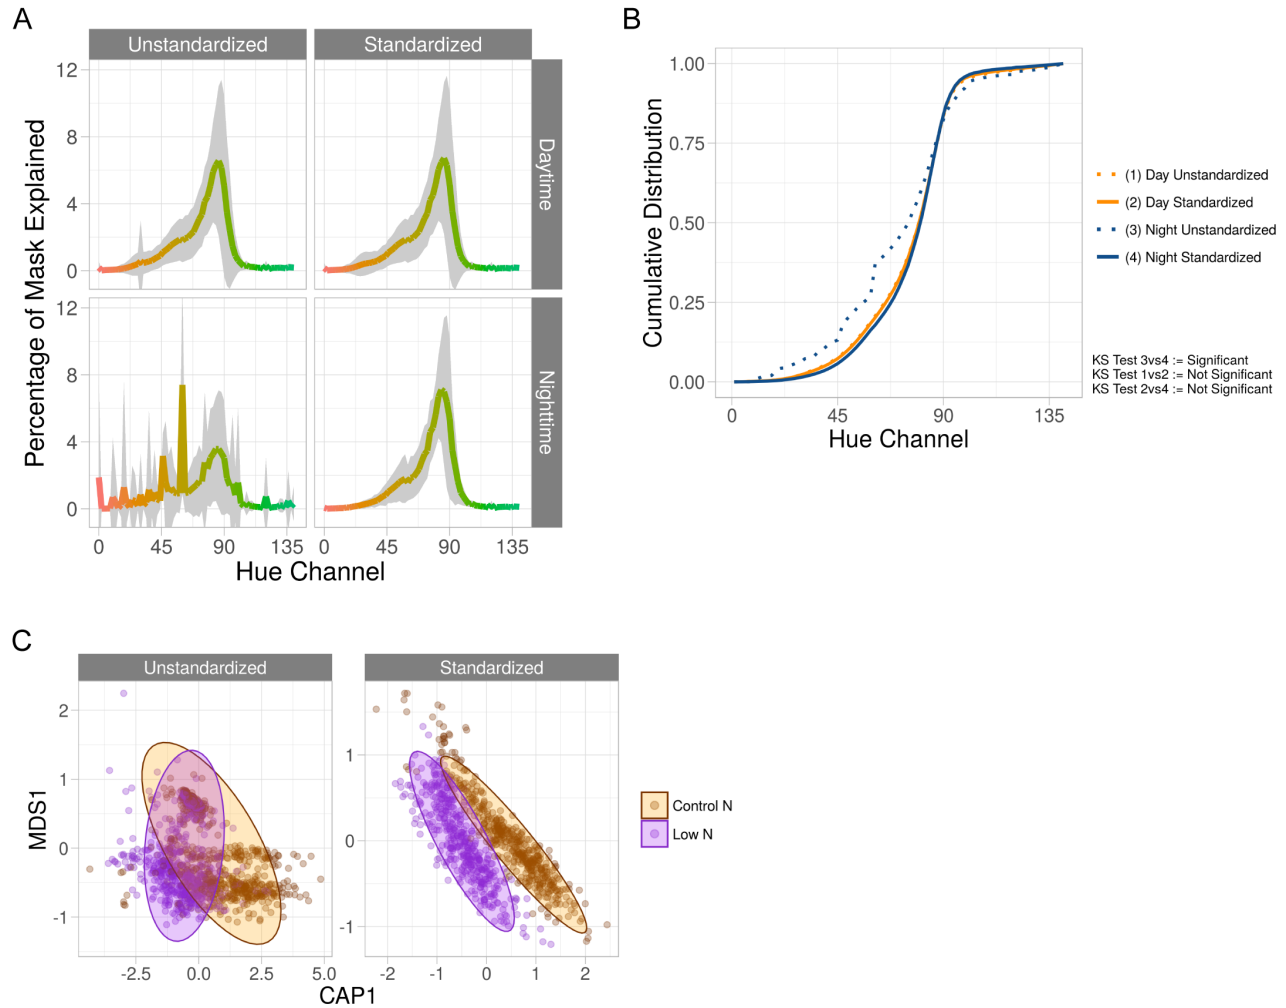 A
Unstandardized
Standardized
Percentage of Mask Explained
12
8
4
0
Daytime
12
8
4
0
Nighttime
0
45
90
135
0
45
90
135
Hue Channel
B
Cumulative Distribution
1.00
0.75
0.50
0.25
0.00
0
45
90
135
Hue Channel
(1) Day Unstandardized
(2) Day Standardized
(3) Night Unstandardized
(4) Night Standardized
KS Test 3vs4 := Significant
KS Test 1vs2 := Not Significant
KS Test 2vs4 := Not Significant
C
Unstandardized
Standardized
MDS1
2
1
0
-1
1
0
-1
-2.5
0.0
2.5
5.0
-2
-1
0
1
2
CAP1
Control N
Low N